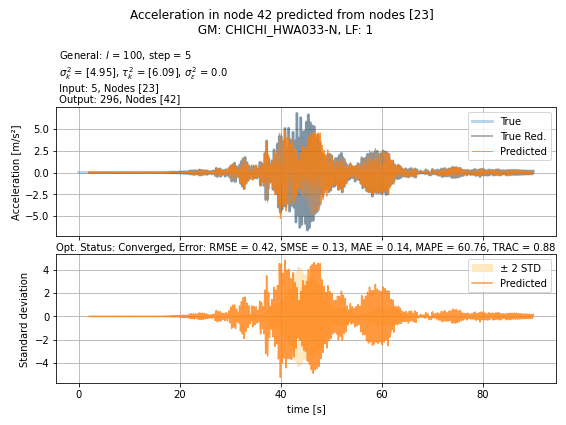 Acceleration in node 42 predicted from nodes [23]
GM: CHICHI_HWA033-N, LF: 1
General: l = 100, step = 5
σ²ₖ = [4.95], τ²ₖ = [6.09], σ²ε = 0.0
Input: 5, Nodes [23]
Output: 296, Nodes [42]
Acceleration [m/s²]
5.0
2.5
0.0
−2.5
−5.0
True
True Red.
Predicted
Opt. Status: Converged, Error: RMSE = 0.42, SMSE = 0.13, MAE = 0.14, MAPE = 60.76, TRAC = 0.88
Standard deviation
4
2
0
−2
−4
± 2 STD
Predicted
0
20
40
60
80
time [s]